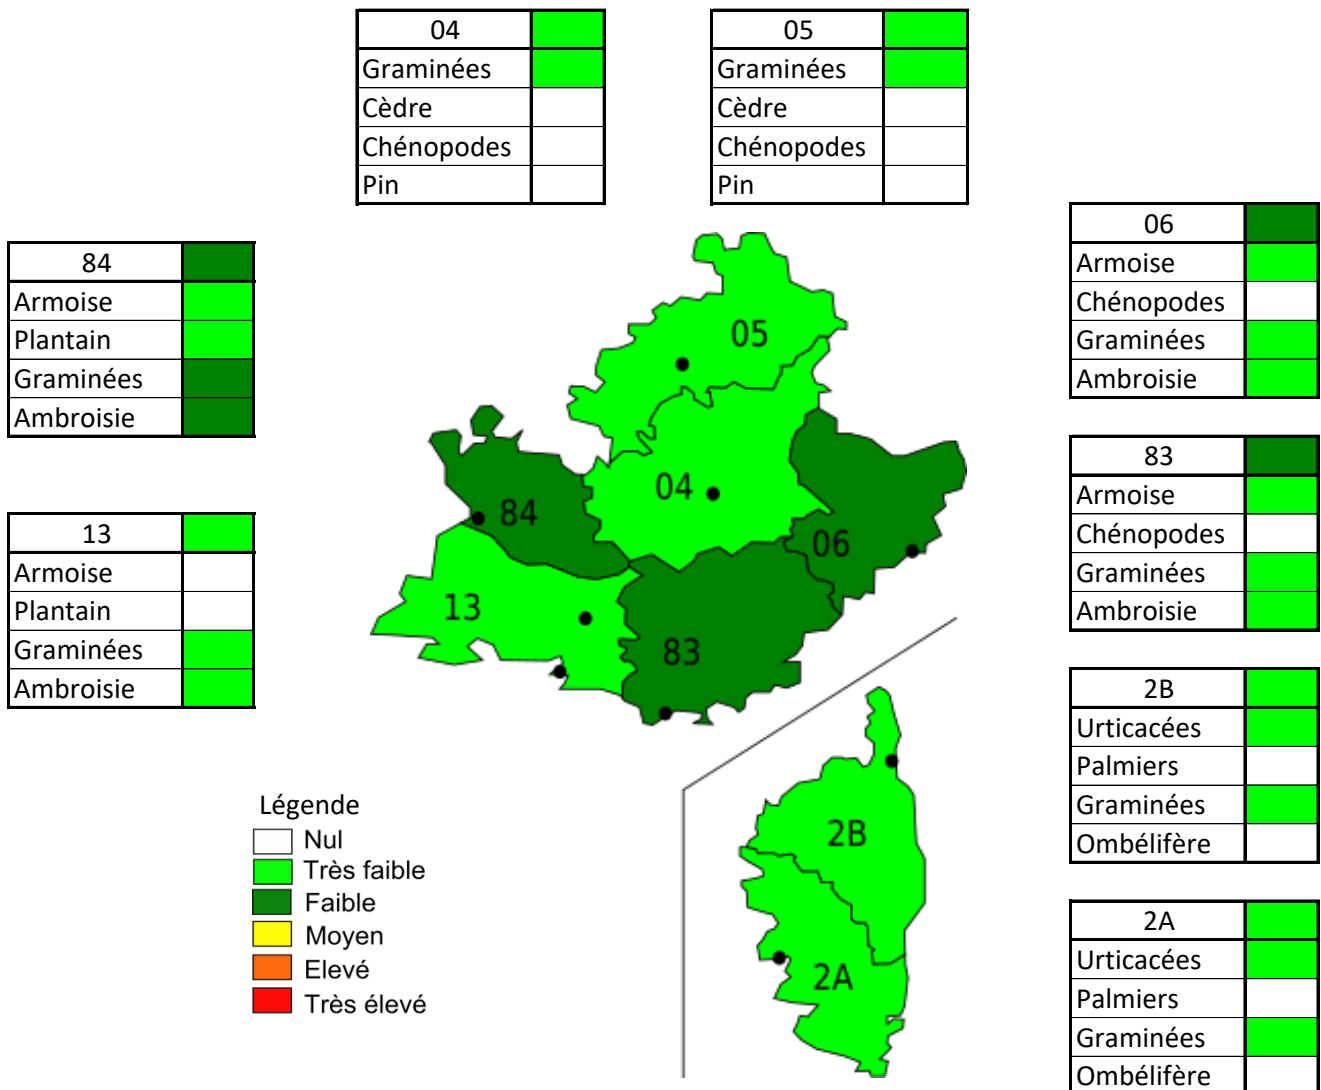 04
Graminées
Cèdre
Chénopodes
Pin
05
Graminées
Cèdre
Chénopodes
Pin
84
Armoise
Plantain
Graminées
Ambroisie
13
Armoise
Plantain
Graminées
Ambroisie
05
04
84
06
13
83
2B
2A
06
Armoise
Chénopodes
Graminées
Ambroisie
83
Armoise
Chénopodes
Graminées
Ambroisie
2B
Urticacées
Palmiers
Graminées
Ombélifère
2A
Urticacées
Palmiers
Graminées
Ombélifère
Légende
Nul
Très faible
Faible
Moyen
Elevé
Très élevé